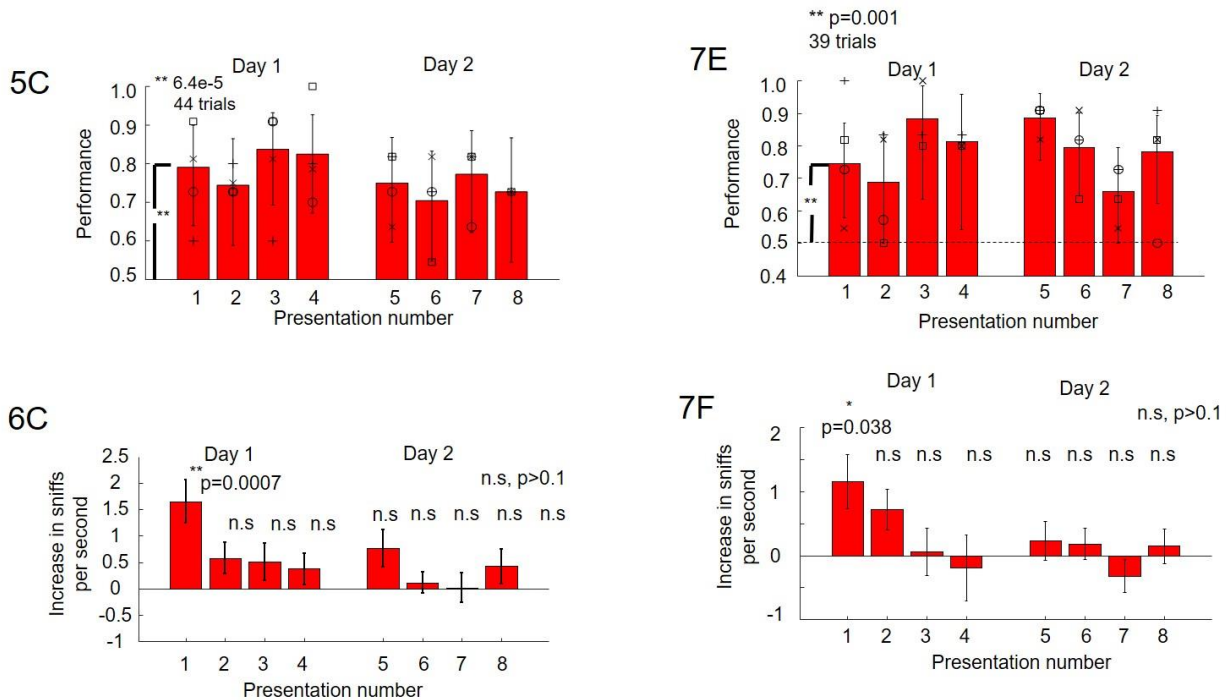 5C
Day 1
Day 2
** 6.4e-5
44 trials
**
Performance
1.0
0.9
0.8
0.7
0.6
0.5
1 2 3 4 5 6 7 8
Presentation number
7E
** p=0.001
39 trials
Day 1
Day 2
**
Performance
1.0
0.9
0.8
0.7
0.6
0.5
0.4
1 2 3 4 5 6 7 8
Presentation number
6C
Day 1
Day 2
**
p=0.0007
n.s, p>0.1
n.s n.s n.s n.s n.s n.s n.s n.s
Increase in sniffs
per second
2.5
2
1.5
1
0.5
0
-0.5
-1
1 2 3 4 5 6 7 8
Presentation number
7F
Day 1
Day 2
*
p=0.038
n.s, p>0.1
n.s n.s n.s n.s n.s n.s n.s
Increase in sniffs
per second
2
1
0
-1
1 2 3 4 5 6 7 8
Presentation number